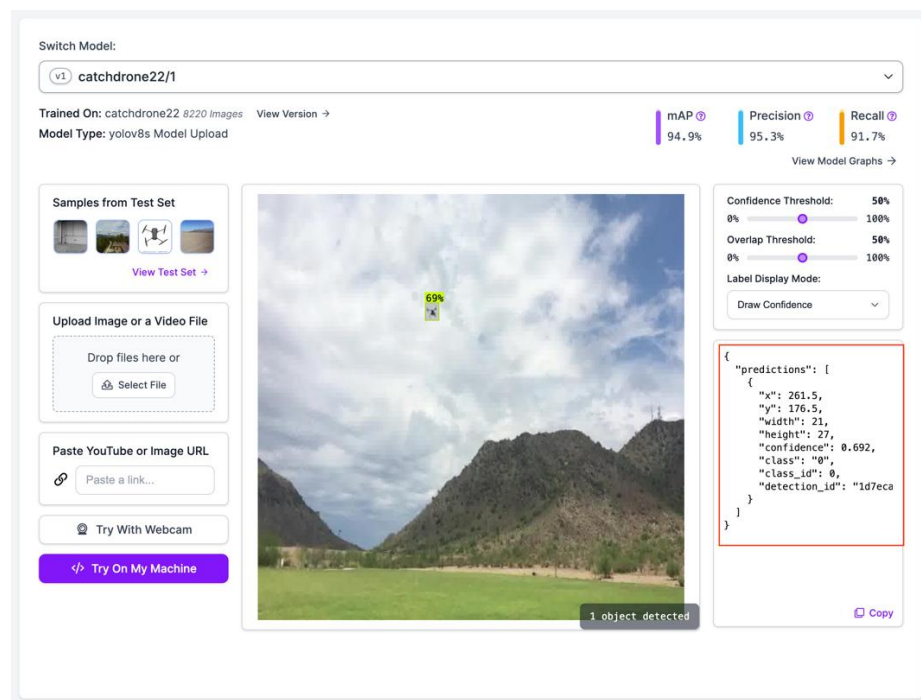 Switch Model:
v1 catchdrone22/1
Trained On: catchdrone22 8220 Images View Version →
Model Type: yolov8s Model Upload
mAP ? Precision ? Recall ?
94.9% 95.3% 91.7%
View Model Graphs →
Samples from Test Set
View Test Set →
Upload Image or a Video File
Drop files here or
Select File
Paste YouTube or Image URL
Paste a link...
Try With Webcam
</> Try On My Machine
69%
1 object detected
Confidence Threshold: 50%
0% 100%
Overlap Threshold: 50%
0% 100%
Label Display Mode:
Draw Confidence
{
"predictions": [
{
"x": 261.5,
"y": 176.5,
"width": 21,
"height": 27,
"confidence": 0.692,
"class": "0",
"class_id": 0,
"detection_id": "1d7eca
}
]
}
Copy